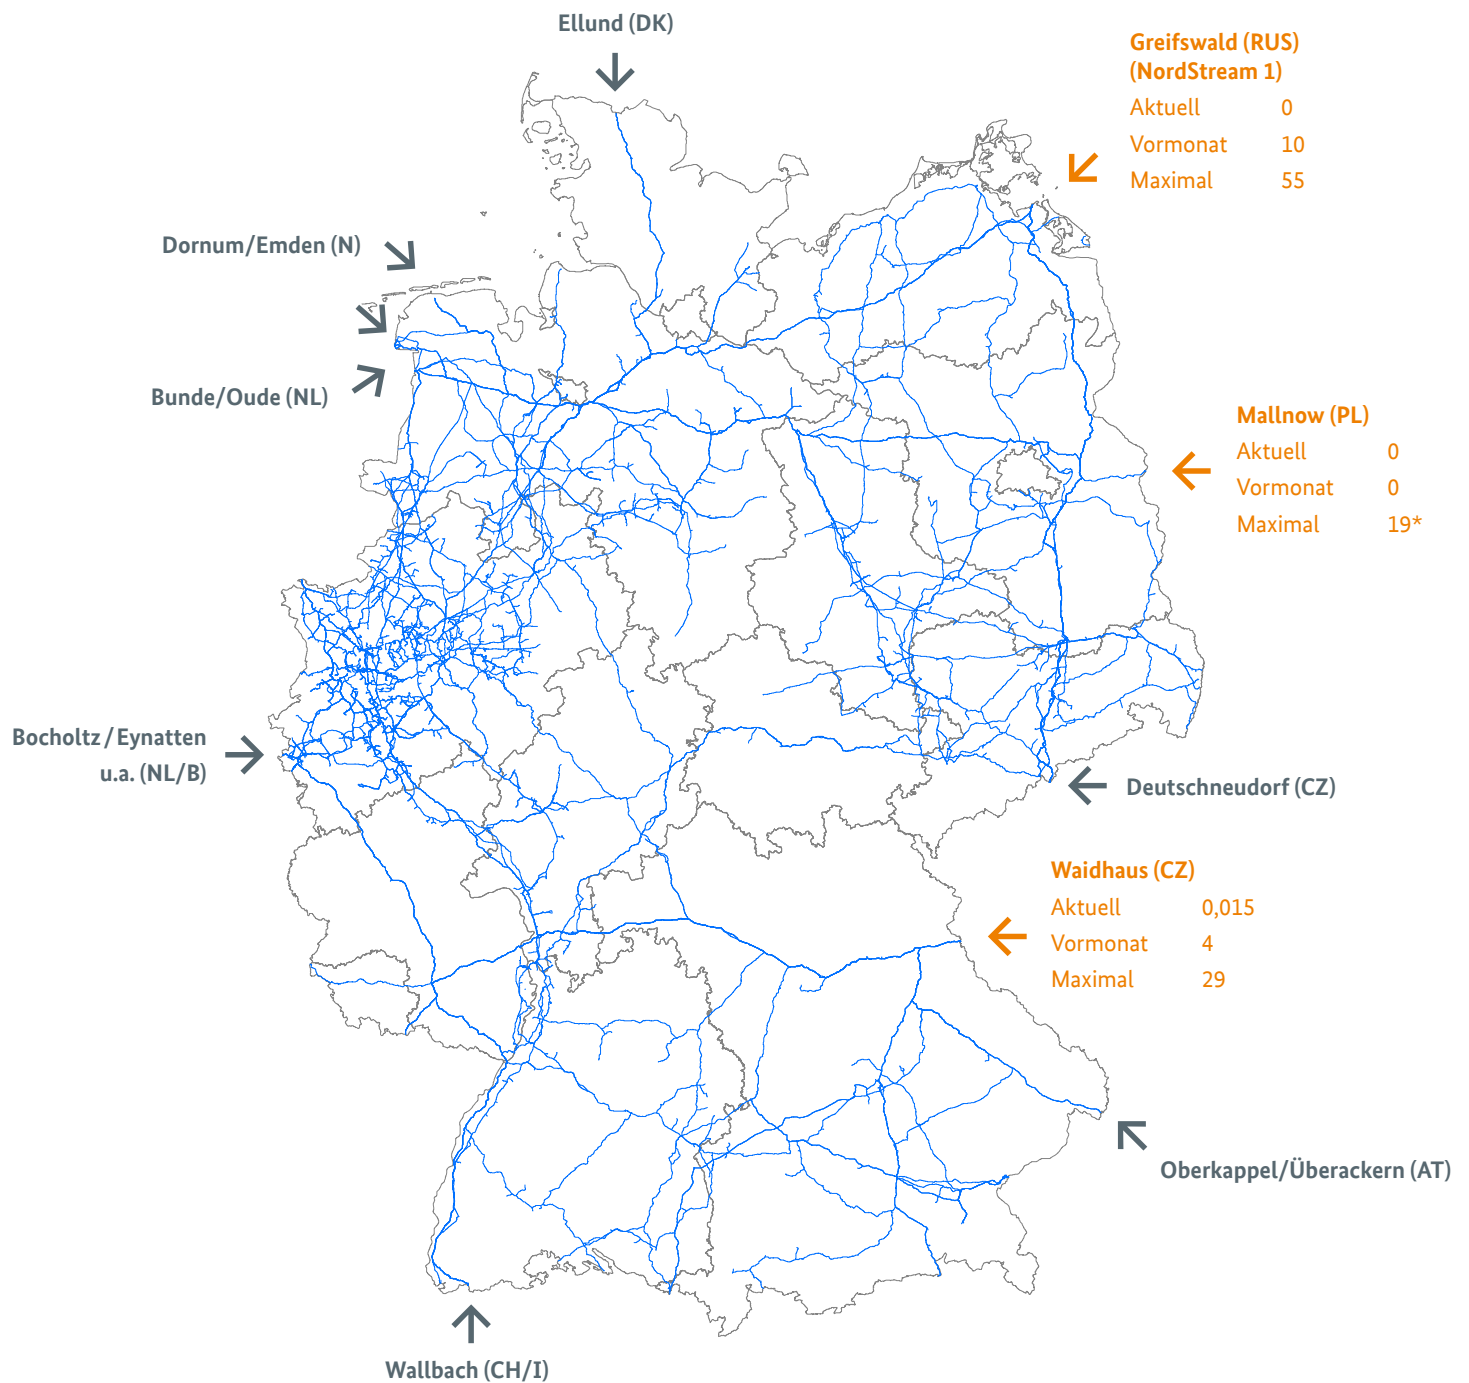 Ellund (DK)
Greifswald (RUS)
(NordStream 1)
Aktuell 0
Vormonat 10
Maximal 55
Dornum/Emden (N)
Bunde/Oude (NL)
Mallnow (PL)
Aktuell 0
Vormonat 0
Maximal 19*
Bocholtz / Eynatten
u.a. (NL/B)
Deutschneudorf (CZ)
Waidhaus (CZ)
Aktuell 0,015
Vormonat 4
Maximal 29
Oberkappel/Überackern (AT)
Wallbach (CH/I)